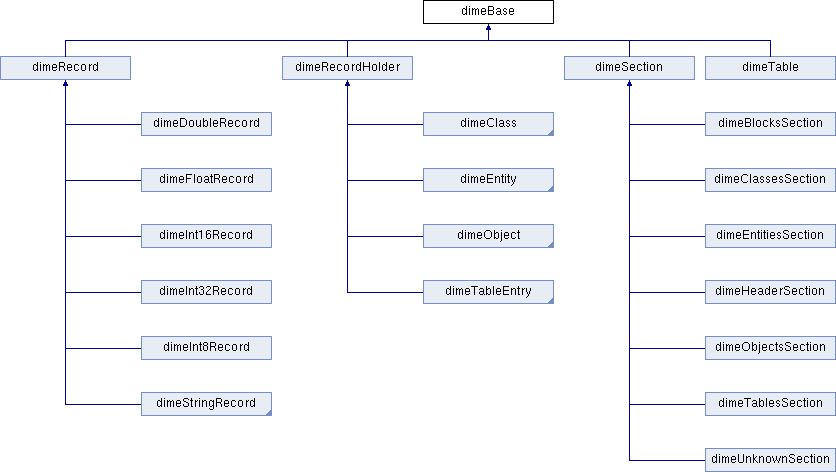 dimeBase
dimeRecord
dimeRecordHolder
dimeSection
dimeTable
dimeDoubleRecord
dimeClass
dimeBlocksSection
dimeFloatRecord
dimeEntity
dimeClassesSection
dimeInt16Record
dimeObject
dimeEntitiesSection
dimeInt32Record
dimeTableEntry
dimeHeaderSection
dimeInt8Record
dimeObjectsSection
dimeStringRecord
dimeTablesSection
dimeUnknownSection